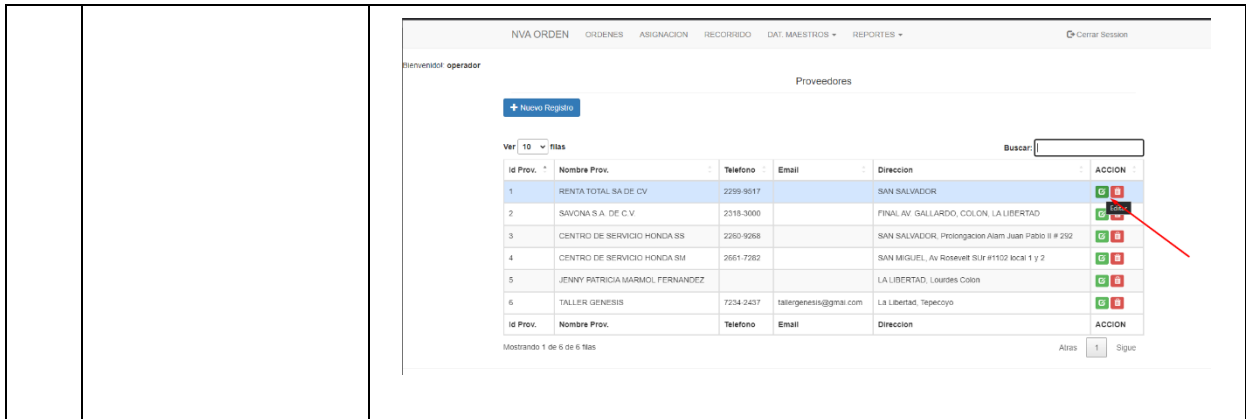 NVA ORDEN ORDENES ASIGNACION RECORRIDO DAT. MAESTROS REPORTES Cerrar Session
Bienvenido!: operador
Proveedores
Nuevo Registro
Ver 10 filas Buscar:
Id Prov. Nombre Prov. Telefono Email Direccion ACCION
1 RENTA TOTAL SA DE CV 2299-9517 SAN SALVADOR
Editar
2 SAVONA S.A. DE C.V 2318-3000 FINAL AV. GALLARDO, COLON, LA LIBERTAD
3 CENTRO DE SERVICIO HONDA SS 2260-9268 SAN SALVADOR, Prolongacion Alam Juan Pablo II # 292
4 CENTRO DE SERVICIO HONDA SM 2661-7282 SAN MIGUEL, Av Rosevelt SUr #1102 local 1 y 2
5 JENNY PATRICIA MARMOL FERNANDEZ LA LIBERTAD, Lourdes Colon
6 TALLER GENESIS 7234-2437 tallergenesis@gmai.com La Libertad, Tepecoyo
Id Prov. Nombre Prov. Telefono Email Direccion ACCION
Mostrando 1 de 6 de 6 filas Atras 1 Sigue